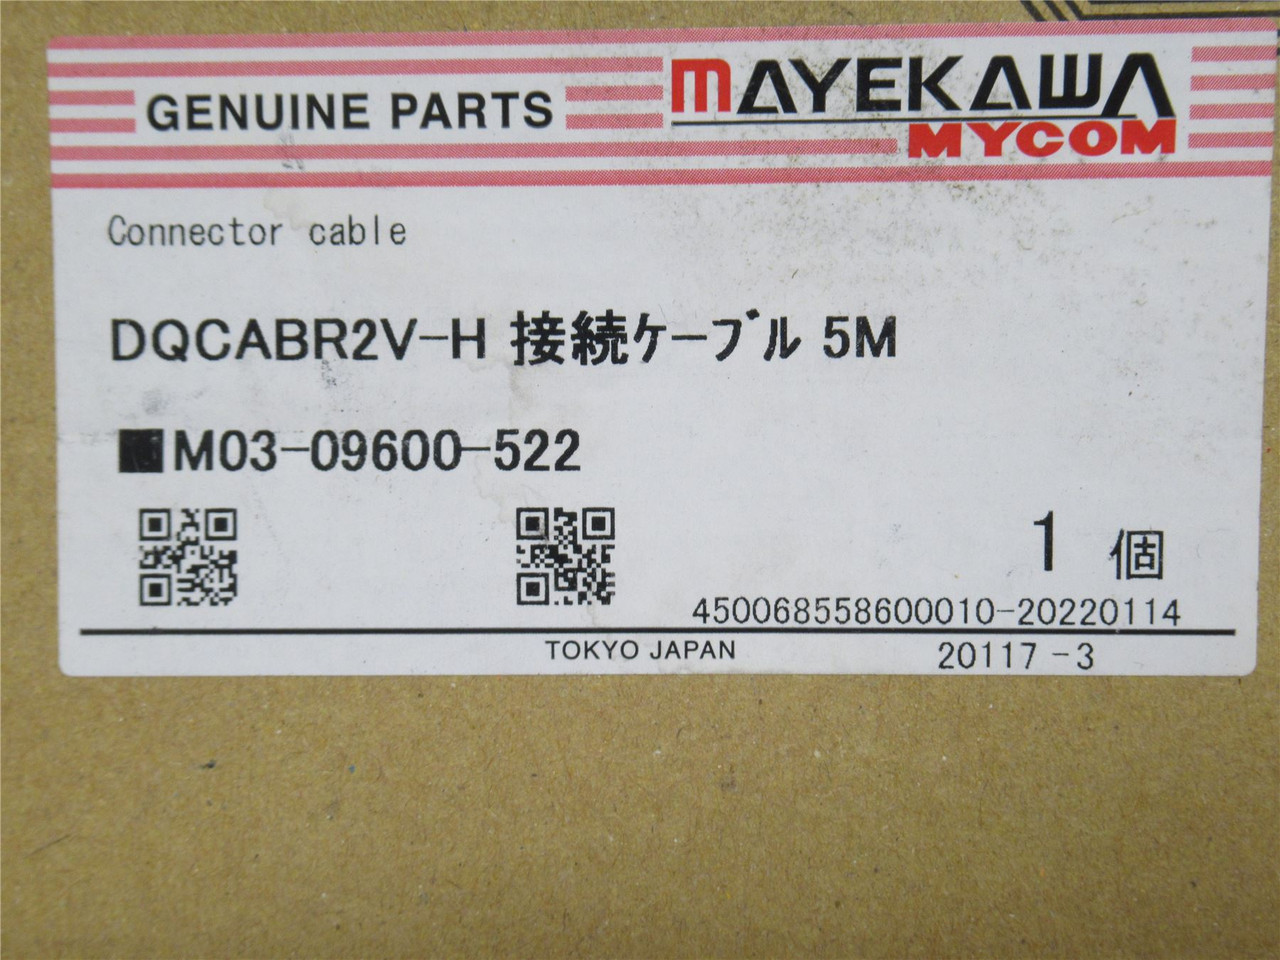 GENUINE PARTS
MAYEKAWA
MYCOM
Connector cable
DQCABR2V-H 接続ケーブル 5M
■M03-09600-522
1 個
450068558600010-20220114
TOKYO JAPAN
20117-3